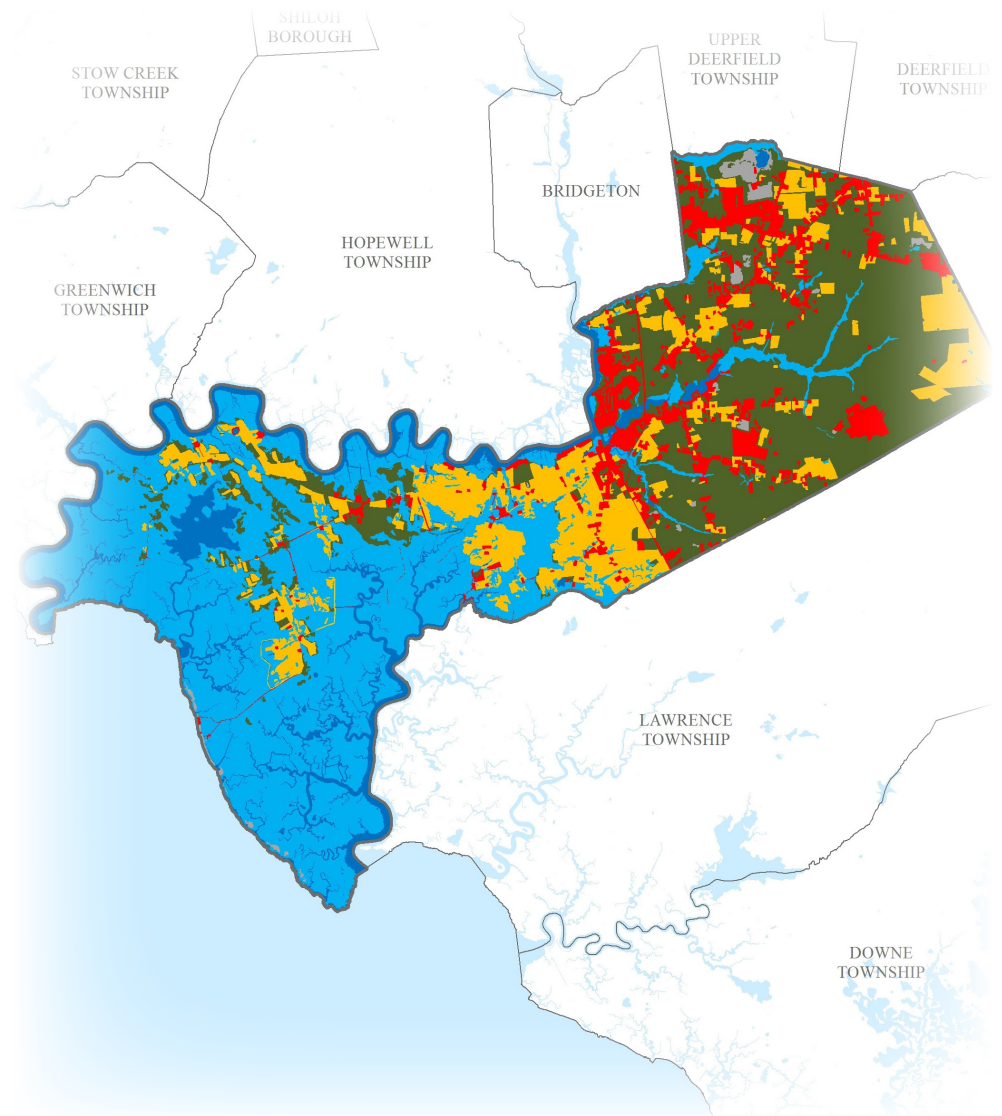 SHILOH
BOROUGH
UPPER
DEERFIELD
TOWNSHIP
STOW CREEK
TOWNSHIP
DEERFIELD
TOWNSHIP
BRIDGETON
HOPEWELL
TOWNSHIP
GREENWICH
TOWNSHIP
LAWRENCE
TOWNSHIP
DOWNE
TOWNSHIP